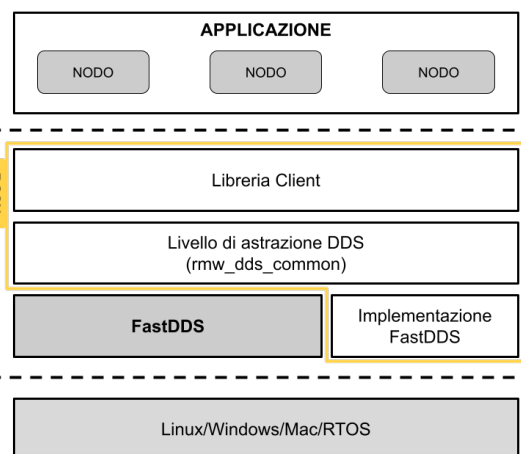 APPLICAZIONE
NODO
NODO
NODO
Libreria Client
Livello di astrazione DDS
(rmw_dds_common)
FastDDS
Implementazione
FastDDS
Linux/Windows/Mac/RTOS